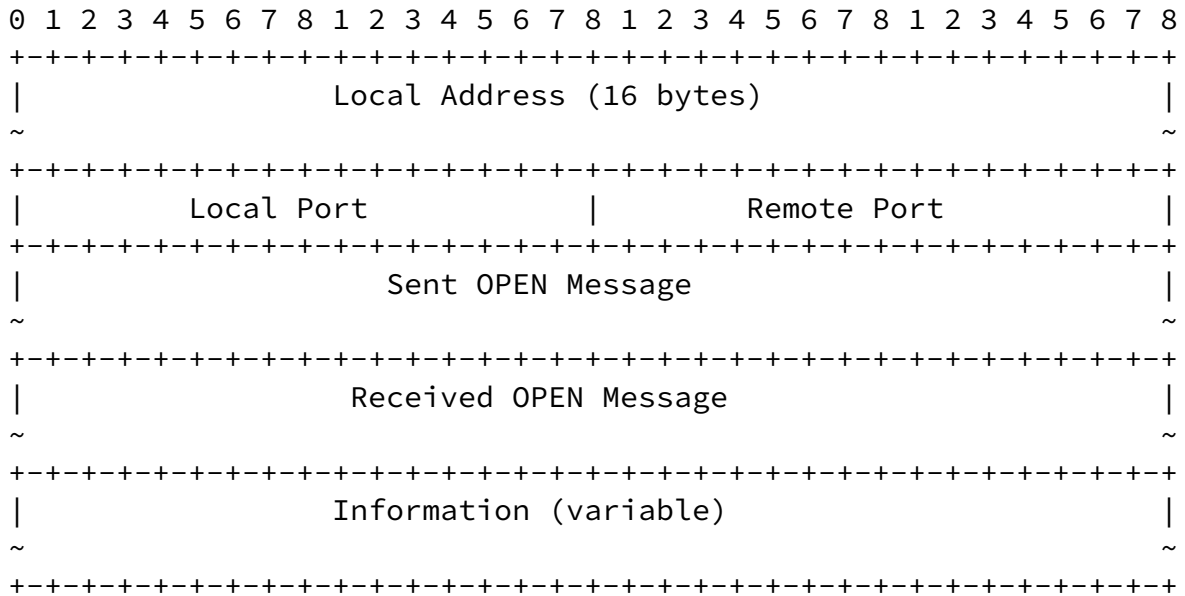 0 1 2 3 4 5 6 7 8 1 2 3 4 5 6 7 8 1 2 3 4 5 6 7 8 1 2 3 4 5 6 7 8
+-+-+-+-+-+-+-+-+-+-+-+-+-+-+-+-+-+-+-+-+-+-+-+-+-+-+-+-+-+-+-+-+
|                 Local Address (16 bytes)                      |
~                                                               ~
+-+-+-+-+-+-+-+-+-+-+-+-+-+-+-+-+-+-+-+-+-+-+-+-+-+-+-+-+-+-+-+-+
|         Local Port            |        Remote Port            |
+-+-+-+-+-+-+-+-+-+-+-+-+-+-+-+-+-+-+-+-+-+-+-+-+-+-+-+-+-+-+-+-+
|                    Sent OPEN Message                          |
~                                                               ~
+-+-+-+-+-+-+-+-+-+-+-+-+-+-+-+-+-+-+-+-+-+-+-+-+-+-+-+-+-+-+-+-+
|                  Received OPEN Message                        |
~                                                               ~
+-+-+-+-+-+-+-+-+-+-+-+-+-+-+-+-+-+-+-+-+-+-+-+-+-+-+-+-+-+-+-+-+
|                 Information (variable)                        |
~                                                               ~
+-+-+-+-+-+-+-+-+-+-+-+-+-+-+-+-+-+-+-+-+-+-+-+-+-+-+-+-+-+-+-+-+